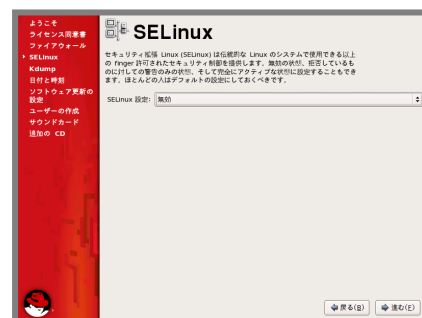 ようこそ
ライセンス同意書
ファイアウォール
SELinux
Kdump
日付と時刻
ソフトウェア更新の
設定
ユーザーの作成
サウンドカード
追加の CD
SELinux
セキュリティ拡張 Linux (SELinux) は伝統的な Linux のシステムで使用できる以上
の finger 許可されたセキュリティ制御を提供します。無効の状態、拒否しているも
のに付しての警告のみの状態、そして完全にアクティブな状態に設定することもでき
ます。ほとんどの人はデフォルトの設定にしておくべきです。
SELinux 設定: 無効
戻る(B)
進む(F)